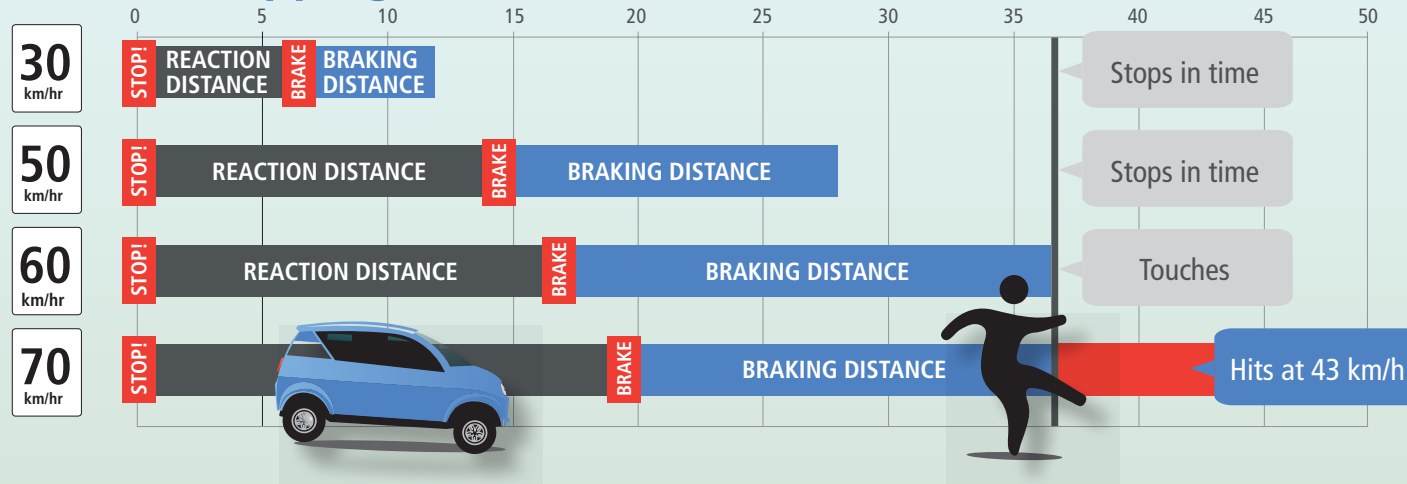 0 5 10 15 20 25 30 35 40 45 50
30
km/hr
STOP!
REACTION
DISTANCE
BRAKE
BRAKING
DISTANCE
Stops in time
50
km/hr
STOP!
REACTION DISTANCE
BRAKE
BRAKING DISTANCE
Stops in time
60
km/hr
STOP!
REACTION DISTANCE
BRAKE
BRAKING DISTANCE
Touches
70
km/hr
STOP!
BRAKE
BRAKING DISTANCE
Hits at 43 km/h